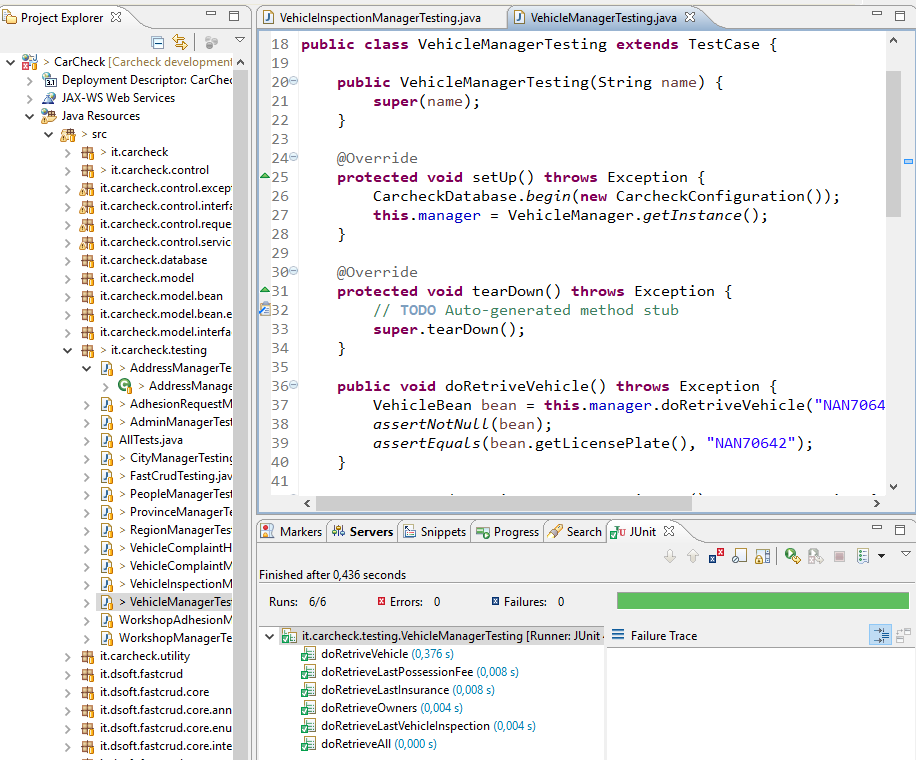 Project Explorer
> CarCheck [Carcheck development
Deployment Descriptor: CarChec
JAX-WS Web Services
Java Resources
> src
> it.carcheck
> it.carcheck.control
it.carcheck.control.except
it.carcheck.control.interfa
it.carcheck.control.reque
it.carcheck.control.servic
it.carcheck.database
it.carcheck.model
it.carcheck.model.bean
it.carcheck.model.bean.e
it.carcheck.model.interfa
> it.carcheck.testing
> AddressManagerTe
> AddressManage
> AdhesionRequestM
> AdminManagerTest
AllTests.java
> CityManagerTesting
> FastCrudTesting.jav
> PeopleManagerTest
> ProvinceManagerTe
> RegionManagerTest
> VehicleComplaintH
> VehicleComplaintM
> VehicleInspectionM
> VehicleManagerTest
WorkshopAdhesionM
WorkshopManagerTe
it.carcheck.utility
it.dsoft.fastcrud
it.dsoft.fastcrud.core
it.dsoft.fastcrud.core.ann
it.dsoft.fastcrud.core.enu
it.dsoft.fastcrud.core.inte
VehicleInspectionManagerTesting.java
VehicleManagerTesting.java
18 public class VehicleManagerTesting extends TestCase {
19
20 public VehicleManagerTesting(String name) {
21 super(name);
22 }
23
24 @Override
25 protected void setUp() throws Exception {
26 CarcheckDatabase.begin(new CarcheckConfiguration());
27 this.manager = VehicleManager.getInstance();
28 }
29
30 @Override
31 protected void tearDown() throws Exception {
32 // TODO Auto-generated method stub
33 super.tearDown();
34 }
35
36 public void doRetriveVehicle() throws Exception {
37 VehicleBean bean = this.manager.doRetriveVehicle("NAN7064
38 assertNotNull(bean);
39 assertEquals(bean.getLicensePlate(), "NAN70642");
40 }
41
Markers
Servers
Snippets
Progress
Search
JUnit
Finished after 0,436 seconds
Runs: 6/6
Errors: 0
Failures: 0
it.carcheck.testing.VehicleManagerTesting [Runner: JUnit
doRetriveVehicle (0,376 s)
doRetrieveLastPossessionFee (0,008 s)
doRetrieveLastInsurance (0,008 s)
doRetrieveOwners (0,004 s)
doRetrieveLastVehicleInspection (0,004 s)
doRetrieveAll (0,000 s)
Failure Trace